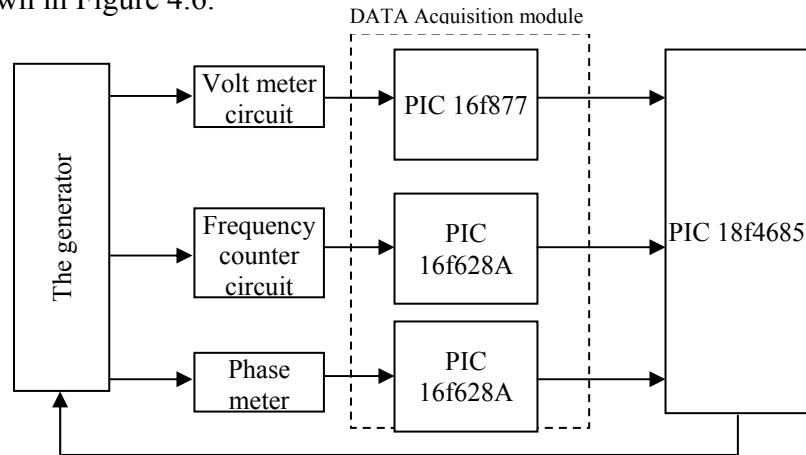 wn in Figure 4.6.
DATA Acquisition module
The generator
Volt meter
circuit
PIC 16f877
Frequency
counter
circuit
PIC
16f628A
PIC 18f4685
Phase
meter
PIC
16f628A